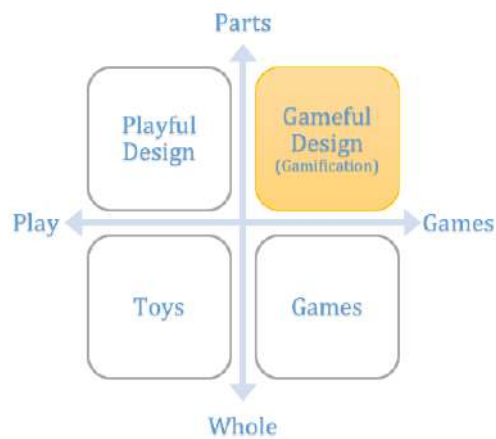 Parts
Playful
Design
Gameful
Design
(Gamification)
Play
Games
Toys
Games
Whole